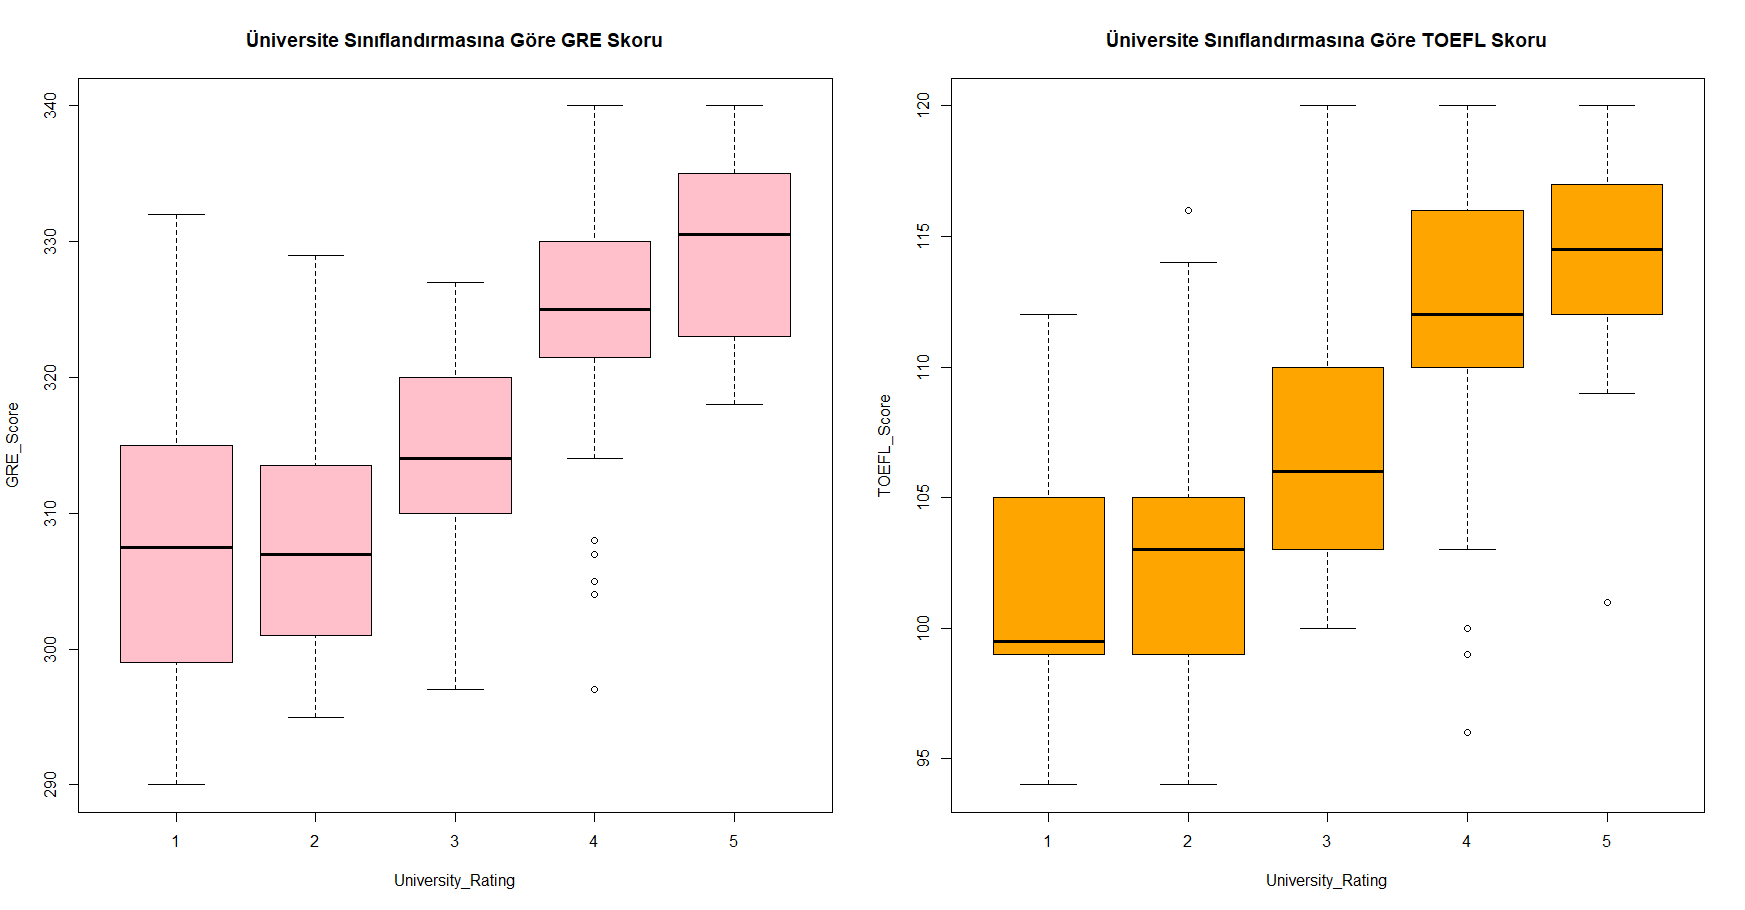 Üniversite Sınıflandırmasına Göre GRE Skoru
GRE_Score
340
330
320
310
300
290
1 2 3 4 5
University_Rating
Üniversite Sınıflandırmasına Göre TOEFL Skoru
TOEFL_Score
120
115
110
105
100
95
1 2 3 4 5
University_Rating